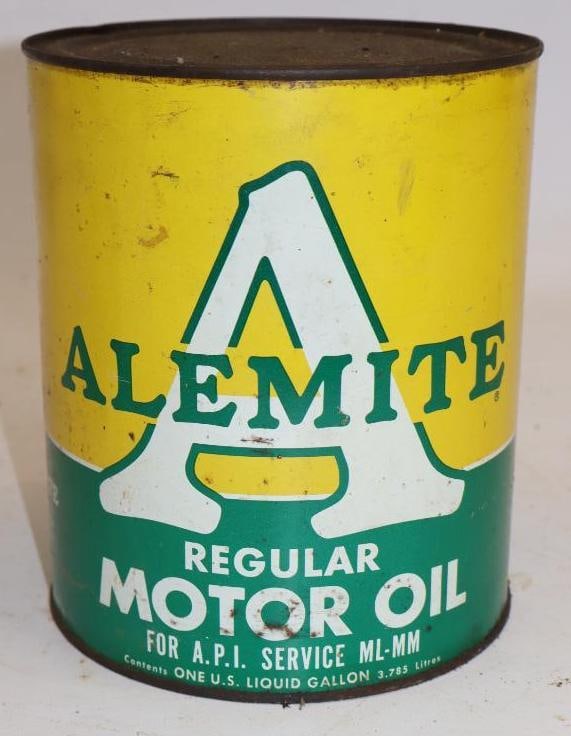 A
ALEMITE®
REGULAR
MOTOR OIL
FOR A.P.I. SERVICE ML-MM
Contents ONE U.S. LIQUID GALLON 3.785 Litres